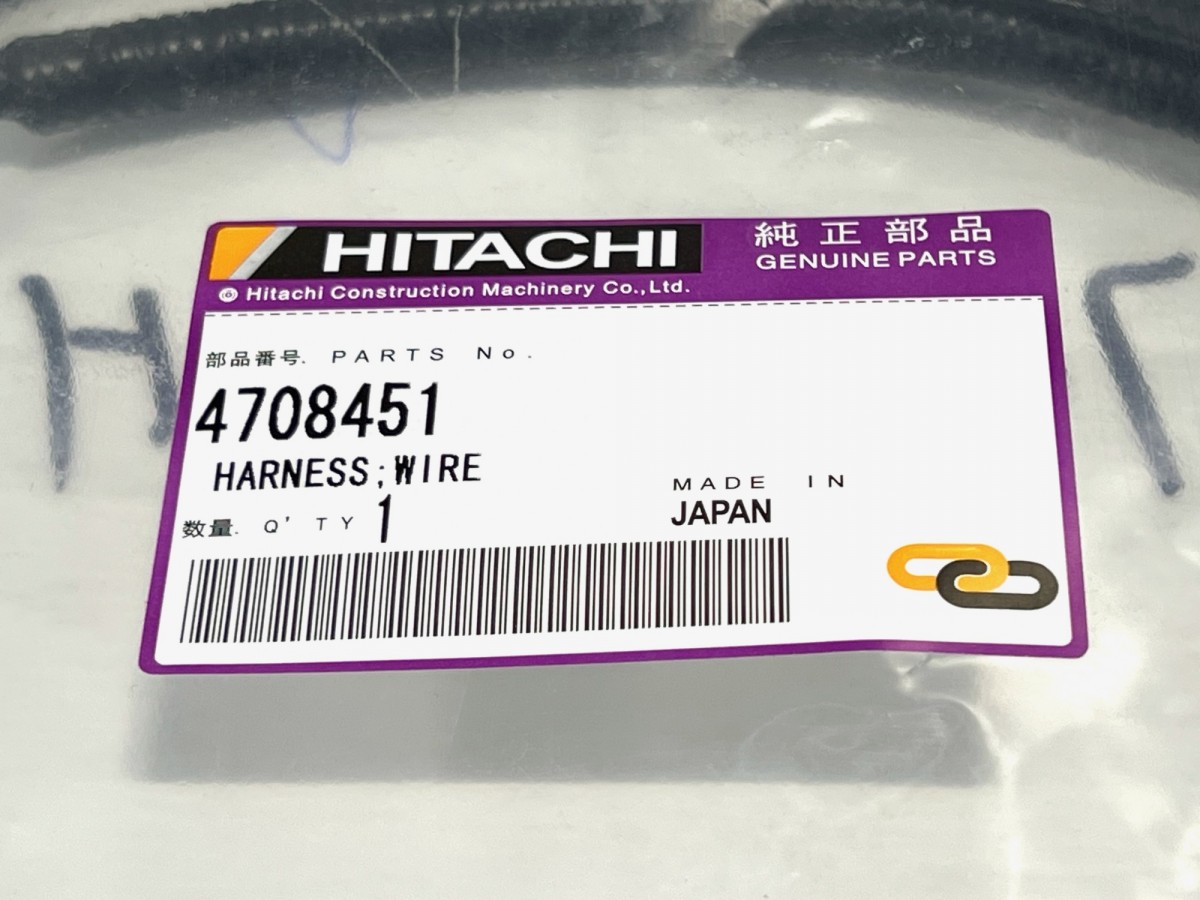 HITACHI
純正部品
GENUINE PARTS
Hitachi Construction Machinery Co.,Ltd.
部品番号. PARTS No.
4708451
HARNESS;WIRE
数量. Q'TY 1
MADE IN
JAPAN
H